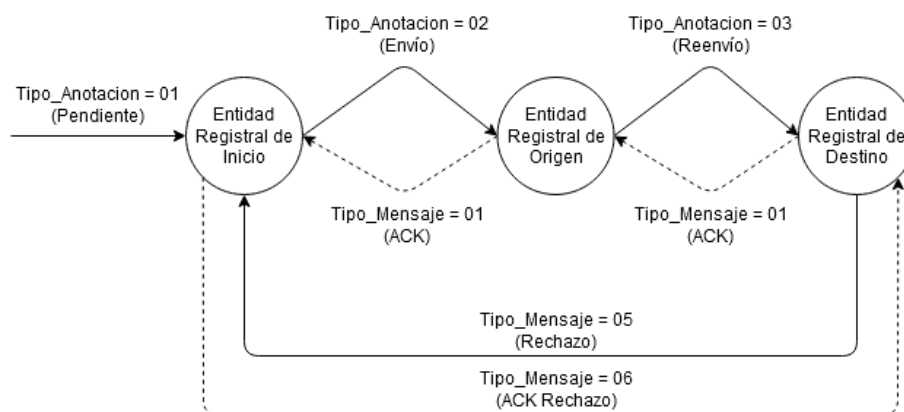 Tipo_Anotacion = 02
(Envío)
Tipo_Anotacion = 03
(Reenvío)
Tipo_Anotacion = 01
(Pendiente)
Entidad
Registral de
Inicio
Entidad
Registral de
Origen
Entidad
Registral de
Destino
Tipo_Mensaje = 01
(ACK)
Tipo_Mensaje = 01
(ACK)
Tipo_Mensaje = 05
(Rechazo)
Tipo_Mensaje = 06
(ACK Rechazo)